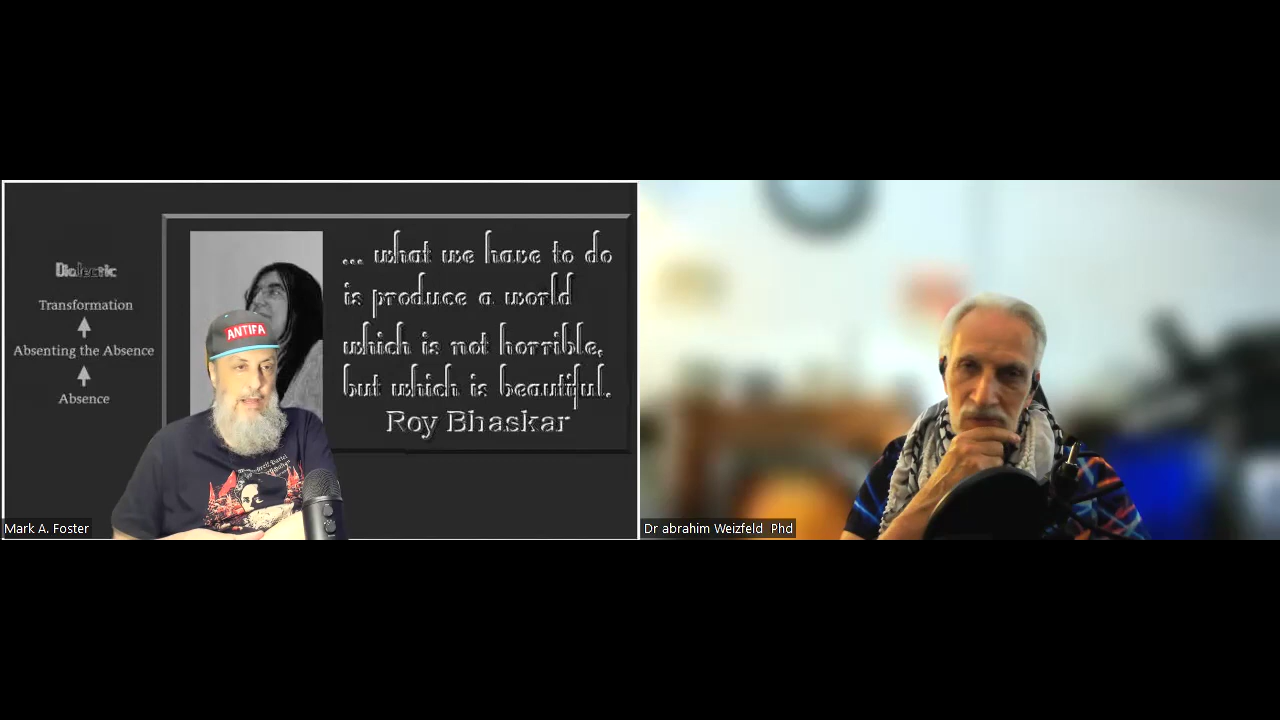 Dialectic
Transformation
Absenting the Absence
Absence
... what we have to do
is produce a world
which is not horrible,
but which is beautiful.
Roy Bhaskar
ANTIFA
Mark A. Foster
Dr abrahim Weizfeld Phd